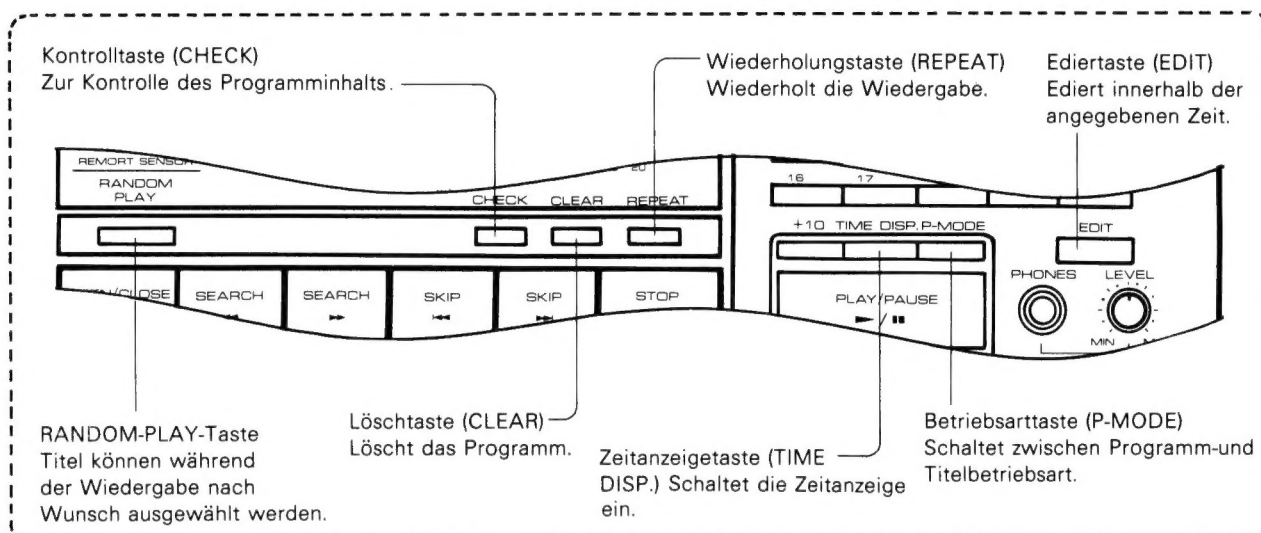 Kontrolltaste (CHECK)
Zur Kontrolle des Programminhalts.
Wiederholungstaste (REPEAT)
Wiederholt die Wiedergabe.
Ediertaste (EDIT)
Ediert innerhalb der
angegebenen Zeit.
REMORT SENSOR
RANDOM
PLAY
20
CHECK CLEAR REPEAT
16 17
+10 TIME DISP. P-MODE
EDIT
/CLOSE
SEARCH
SEARCH
SKIP
SKIP
STOP
PLAY/PAUSE
PHONES LEVEL
MIN
RANDOM-PLAY-Taste
Titel können während
der Wiedergabe nach
Wunsch ausgewählt werden.
Löschtaste (CLEAR)
Löscht das Programm.
Zeitanzeigetaste (TIME
DISP.) Schaltet die Zeitanzeige
ein.
Betriebsarttaste (P-MODE)
Schaltet zwischen Programm-und
Titelbetriebsart.